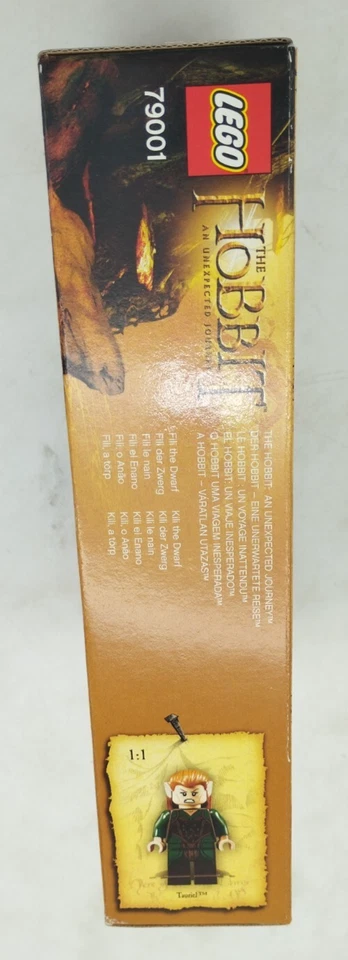 LEGO
79001
THE
HOBBIT
AN UNEXPECTED
THE HOBBIT: AN UNEXPECTED JOURNEY™
DER HOBBIT – EINE UNERWARTETE REISE™
LE HOBBIT : UN VOYAGE INATTENDU™
EL HOBBIT: UN VIAJE INESPERADO™
O HOBBIT UMA VIAGEM INESPERADA™
A HOBBIT – VÁRATLAN UTAZÁS™
Fili the Dwarf Kili the Dwarf
Fili der Zwerg Kili der Zwerg
Fili le nain Kili le nain
Fili el Enano Kili el Enano
Fili, o Anão Kili, o Anão
Fili, a törp Kili, a törp
1:1
Tauriel™